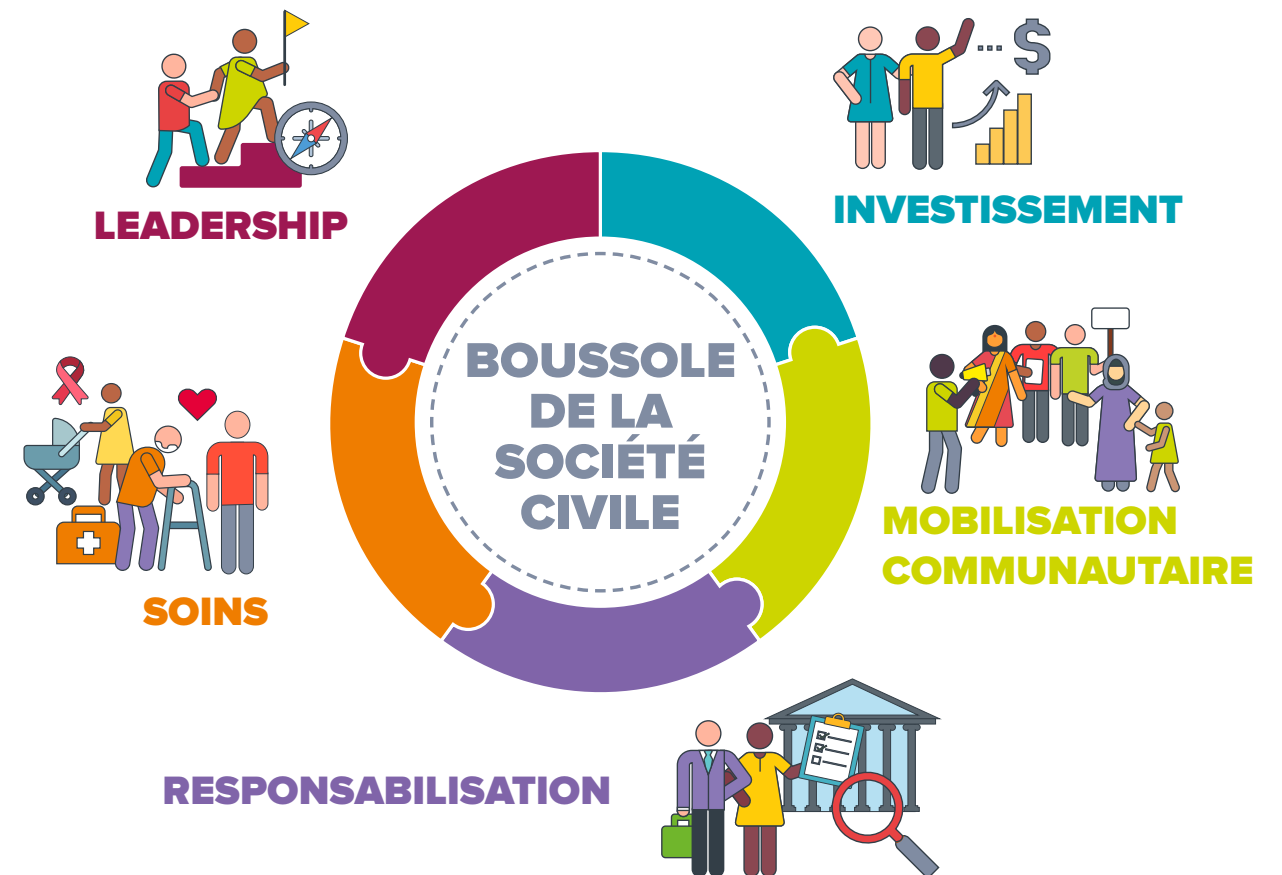 LEADERSHIP
INVESTISSEMENT
BOUSSOLE
DE LA
SOCIÉTÉ
CIVILE
MOBILISATION
COMMUNAUTAIRE
SOINS
RESPONSABILISATION
$